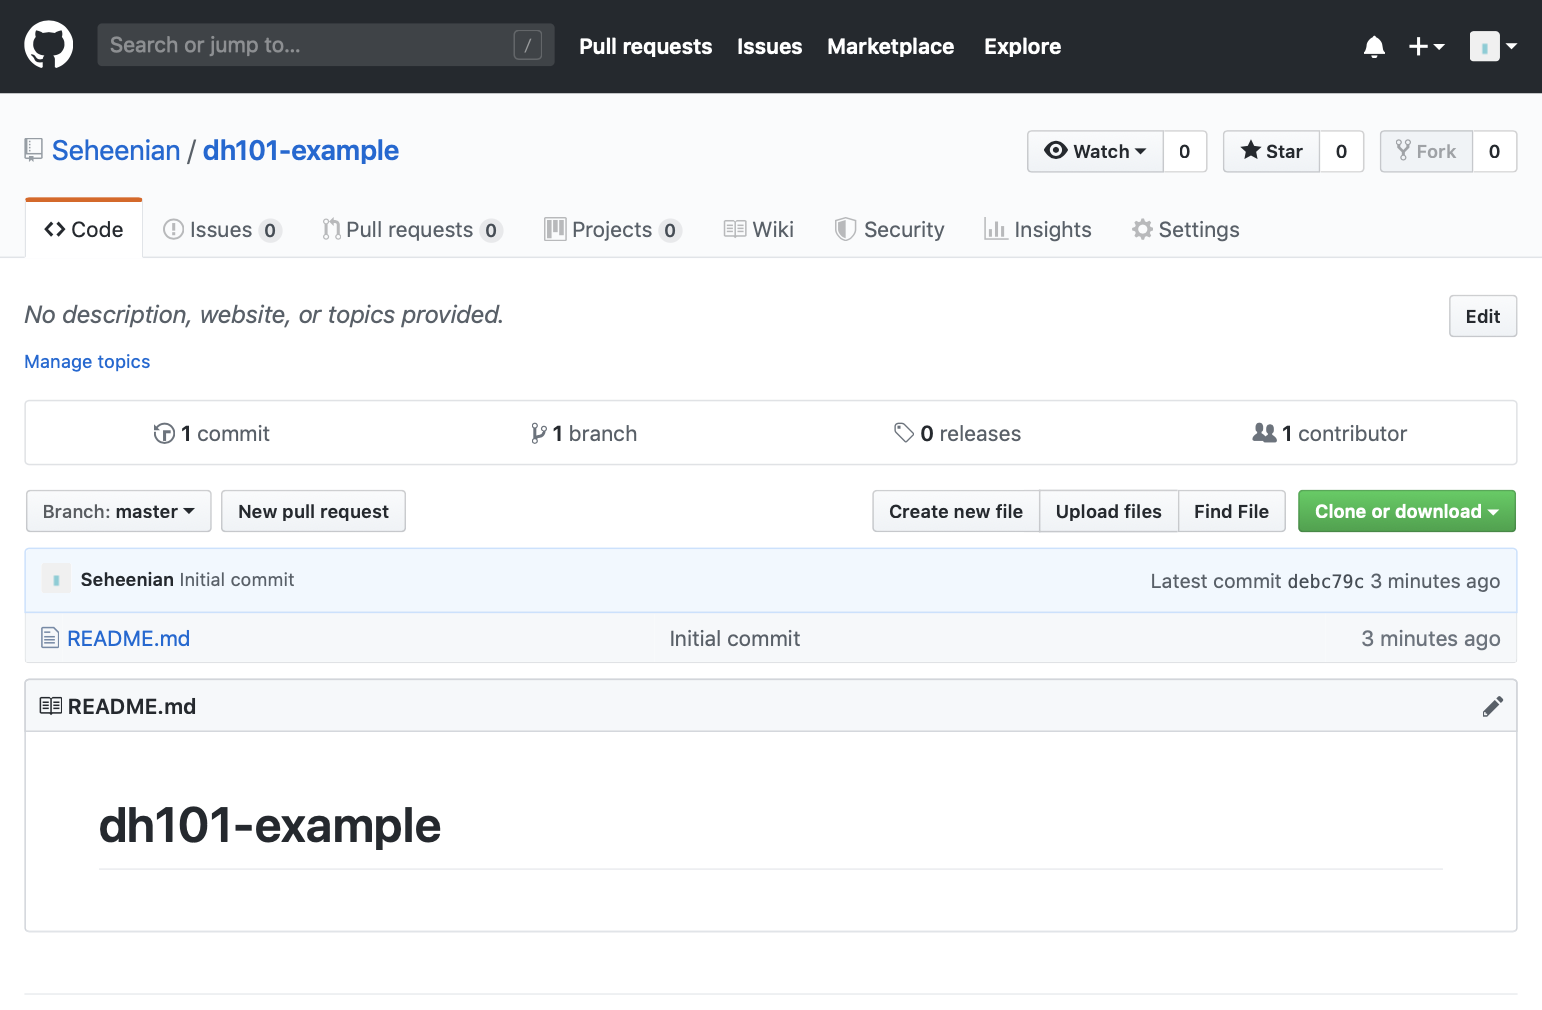 Search or jump to... /
Pull requests Issues Marketplace Explore
Seheenian / dh101-example
Watch 0 Star 0 Fork 0
Code Issues 0 Pull requests 0 Projects 0 Wiki Security Insights Settings
No description, website, or topics provided.
Edit
Manage topics
1 commit 1 branch 0 releases 1 contributor
Branch: master New pull request Create new file Upload files Find File Clone or download
Seheenian Initial commit Latest commit debc79c 3 minutes ago
README.md Initial commit 3 minutes ago
README.md
dh101-example